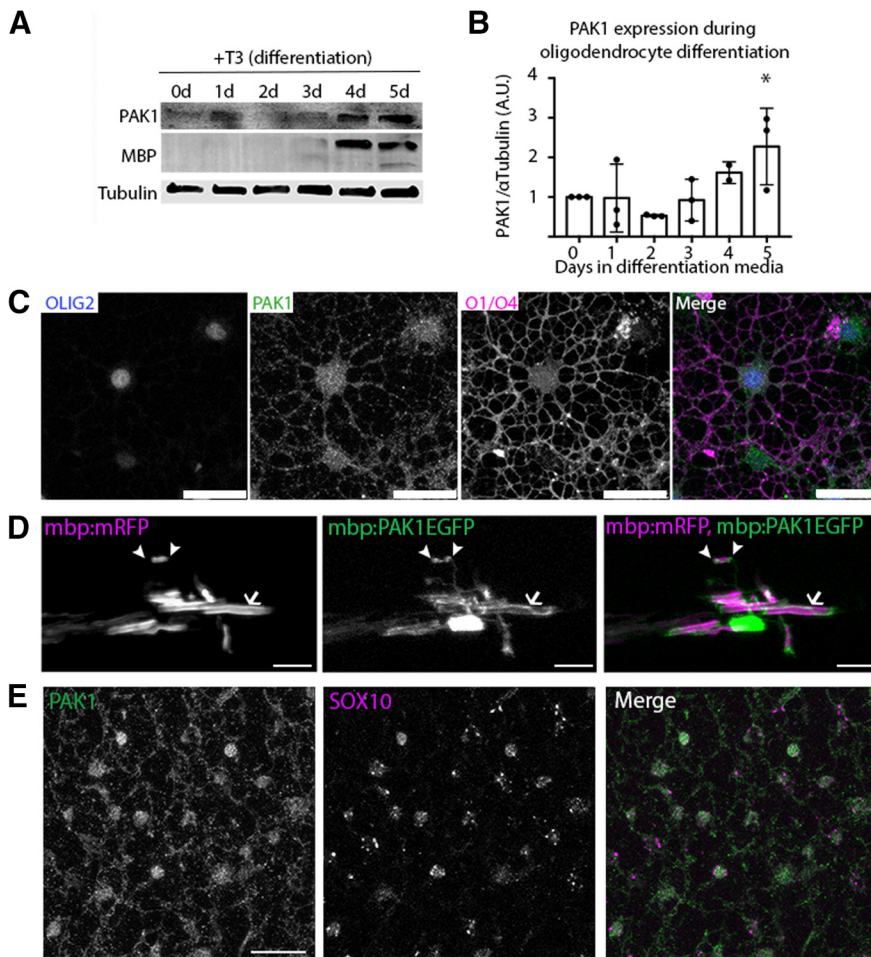 A
+T3 (differentiation)
0d 1d 2d 3d 4d 5d
PAK1
MBP
Tubulin
B
PAK1 expression during
oligodendrocyte differentiation
*
PAK1/αTubulin (A.U.)
4
3
2
1
0 1 2 3 4 5
Days in differentiation media
C
OLIG2 PAK1 O1/O4 Merge
D
mbp:mRFP mbp:PAK1EGFP mbp:mRFP, mbp:PAK1EGFP
E
PAK1 SOX10 Merge